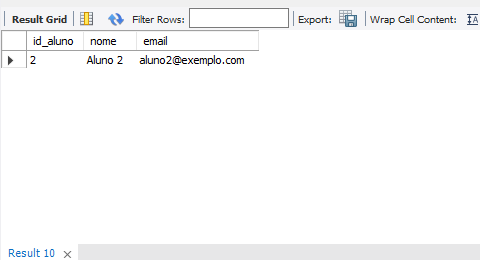 Result Grid Filter Rows: Export: Wrap Cell Content:
id_aluno nome email
2 Aluno 2 aluno2@exemplo.com
Result 10